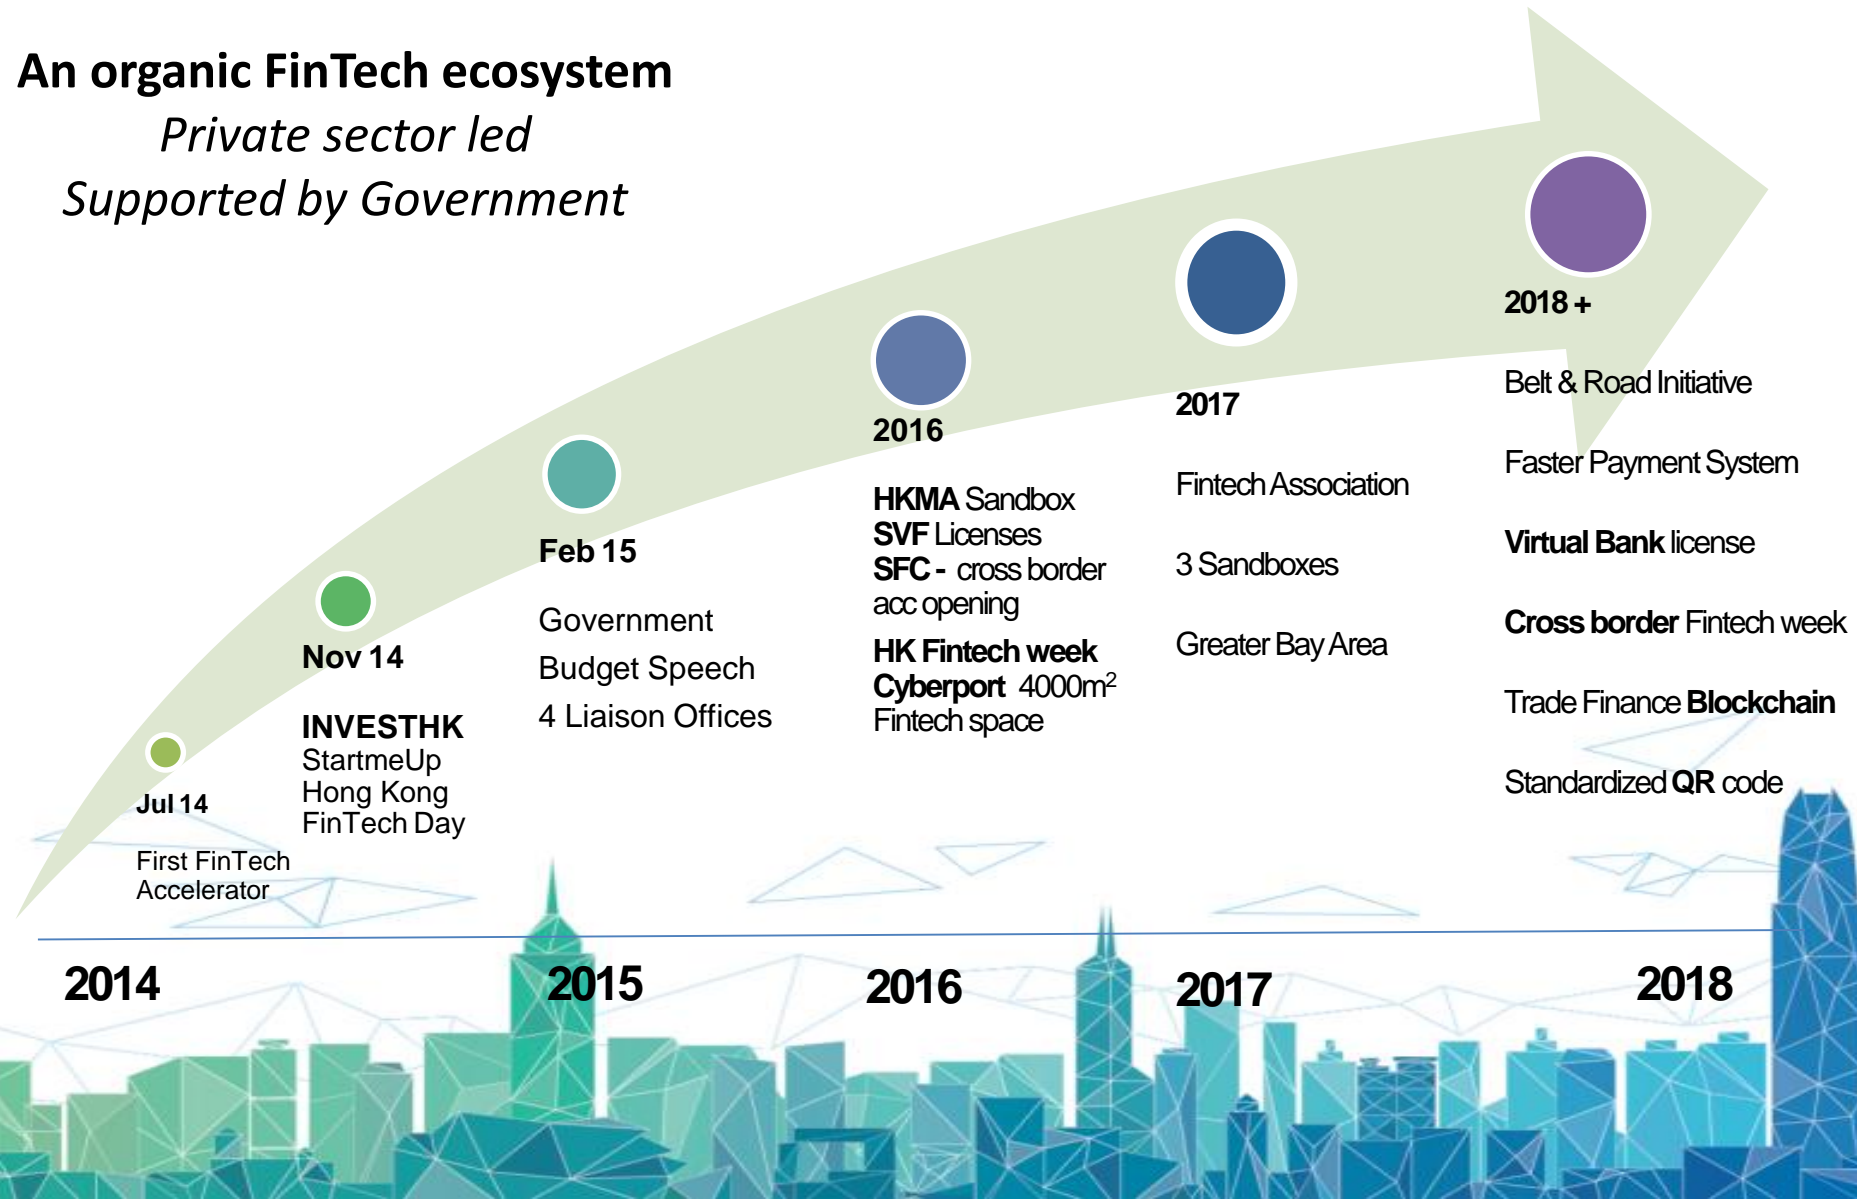 An organic FinTech ecosystem
Private sector led
Supported by Government
Jul 14
First FinTech
Accelerator
Nov 14
INVESTHK
StartmeUp
Hong Kong
FinTech Day
Feb 15
Government
Budget Speech
4 Liaison Offices
2016
HKMA Sandbox
SVF Licenses
SFC - cross border
acc opening
HK Fintech week
Cyberport 4000m²
Fintech space
2017
Fintech Association
3 Sandboxes
Greater Bay Area
2018 +
Belt & Road Initiative
Faster Payment System
Virtual Bank license
Cross border Fintech week
Trade Finance Blockchain
Standardized QR code
2014
2015
2016
2017
2018